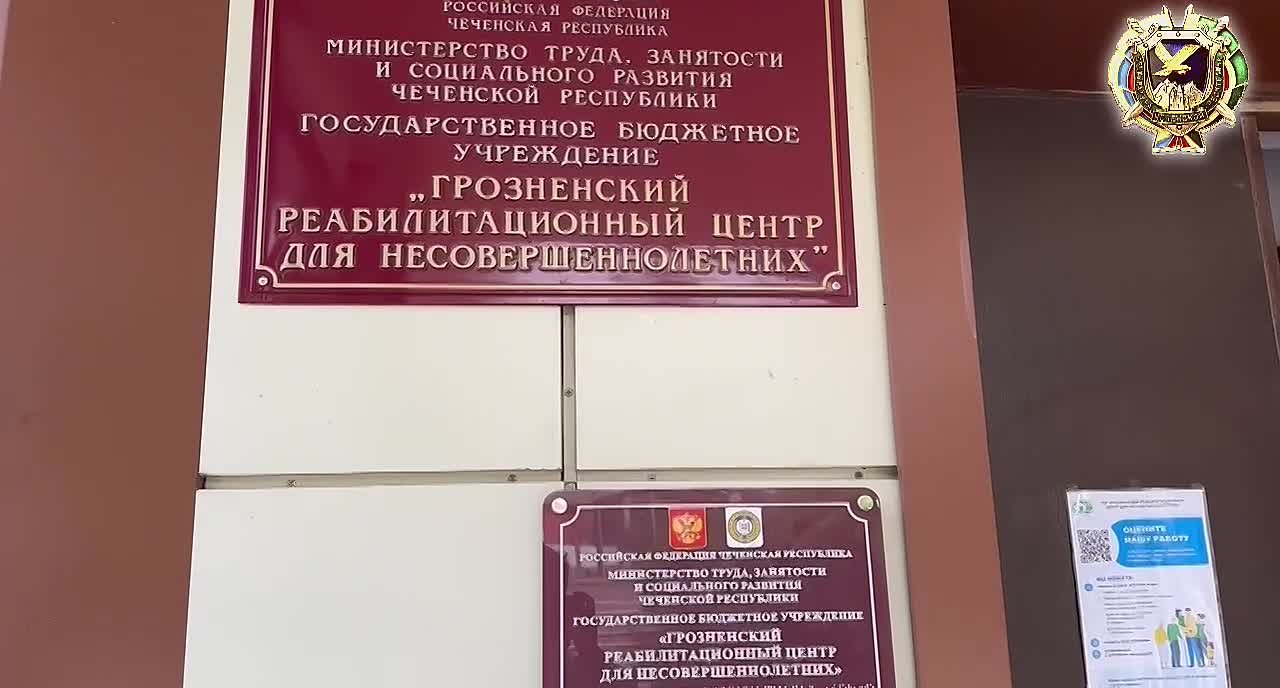 РОССИЙСКАЯ ФЕДЕРАЦИЯ
ЧЕЧЕНСКАЯ РЕСПУБЛИКА
МИНИСТЕРСТВО ТРУДА, ЗАНЯТОСТИ
И СОЦИАЛЬНОГО РАЗВИТИЯ
ЧЕЧЕНСКОЙ РЕСПУБЛИКИ
ГОСУДАРСТВЕННОЕ БЮДЖЕТНОЕ
УЧРЕЖДЕНИЕ
„ГРОЗНЕНСКИЙ
РЕАБИЛИТАЦИОННЫЙ ЦЕНТР
ДЛЯ НЕСОВЕРШЕННОЛЕТНИХ”
РОССИЙСКАЯ ФЕДЕРАЦИЯ ЧЕЧЕНСКАЯ РЕСПУБЛИКА
МИНИСТЕРСТВО ТРУДА, ЗАНЯТОСТИ
И СОЦИАЛЬНОГО РАЗВИТИЯ
ЧЕЧЕНСКОЙ РЕСПУБЛИКИ
ГОСУДАРСТВЕННОЕ БЮДЖЕТНОЕ УЧРЕЖДЕНИЕ
«ГРОЗНЕНСКИЙ
РЕАБИЛИТАЦИОННЫЙ ЦЕНТР
ДЛЯ НЕСОВЕРШЕННОЛЕТНИХ»
ОЦЕНИТЕ
НАШУ РАБОТУ